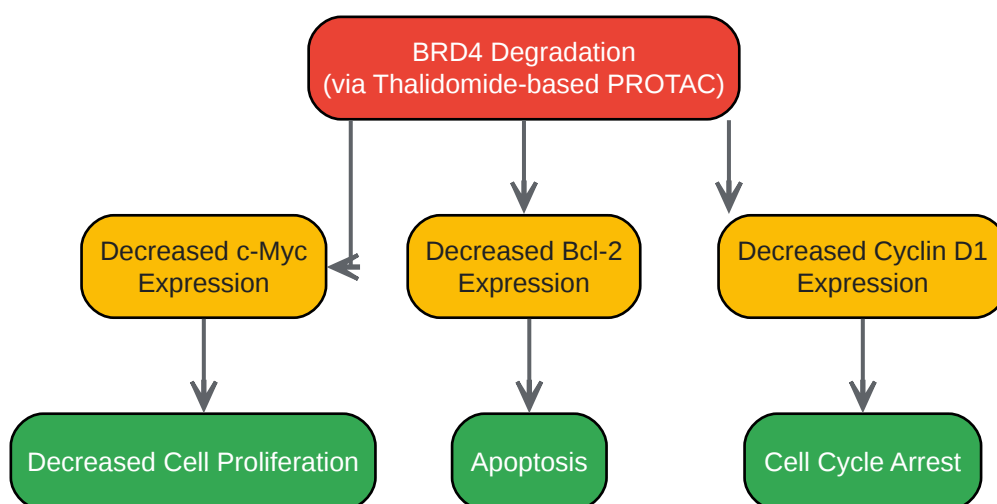 BRD4 Degradation
(via Thalidomide-based PROTAC)
Decreased c-Myc
Expression
Decreased Bcl-2
Expression
Decreased Cyclin D1
Expression
Decreased Cell Proliferation
Apoptosis
Cell Cycle Arrest